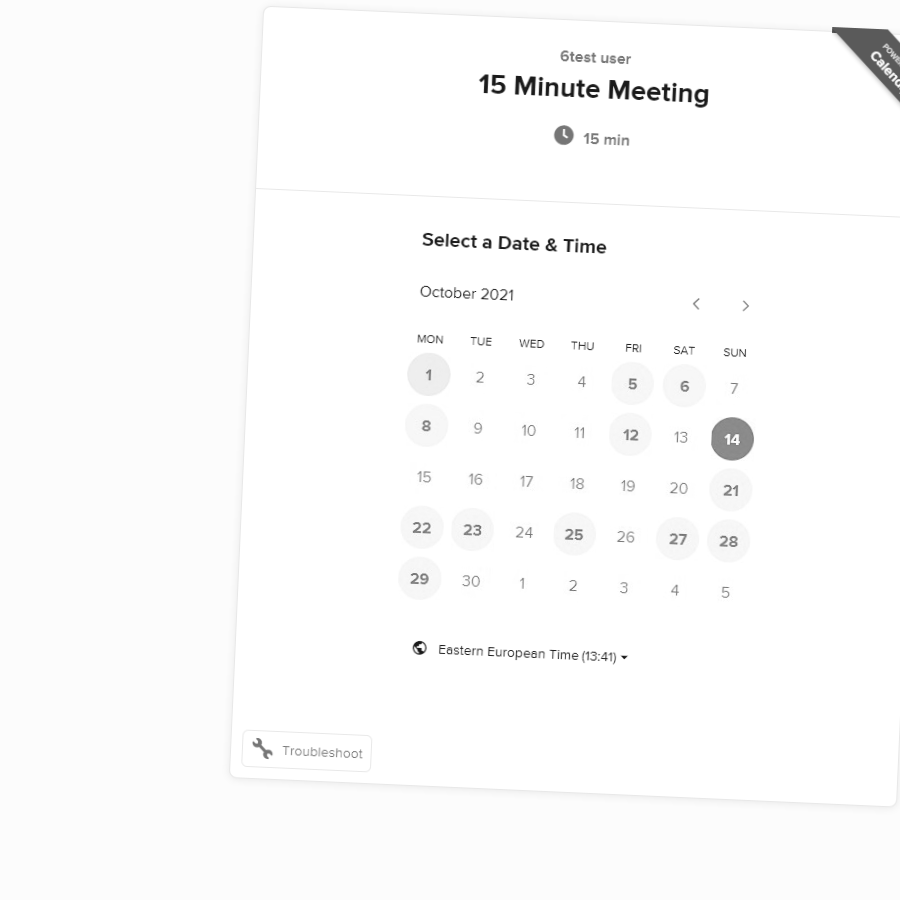 6test user
15 Minute Meeting
15 min
Select a Date & Time
October 2021
MON TUE WED THU FRI SAT SUN
1 2 3 4 5 6 7
8 9 10 11 12 13 14
15 16 17 18 19 20 21
22 23 24 25 26 27 28
29 30 1 2 3 4 5
Eastern European Time (13:41)
Troubleshoot